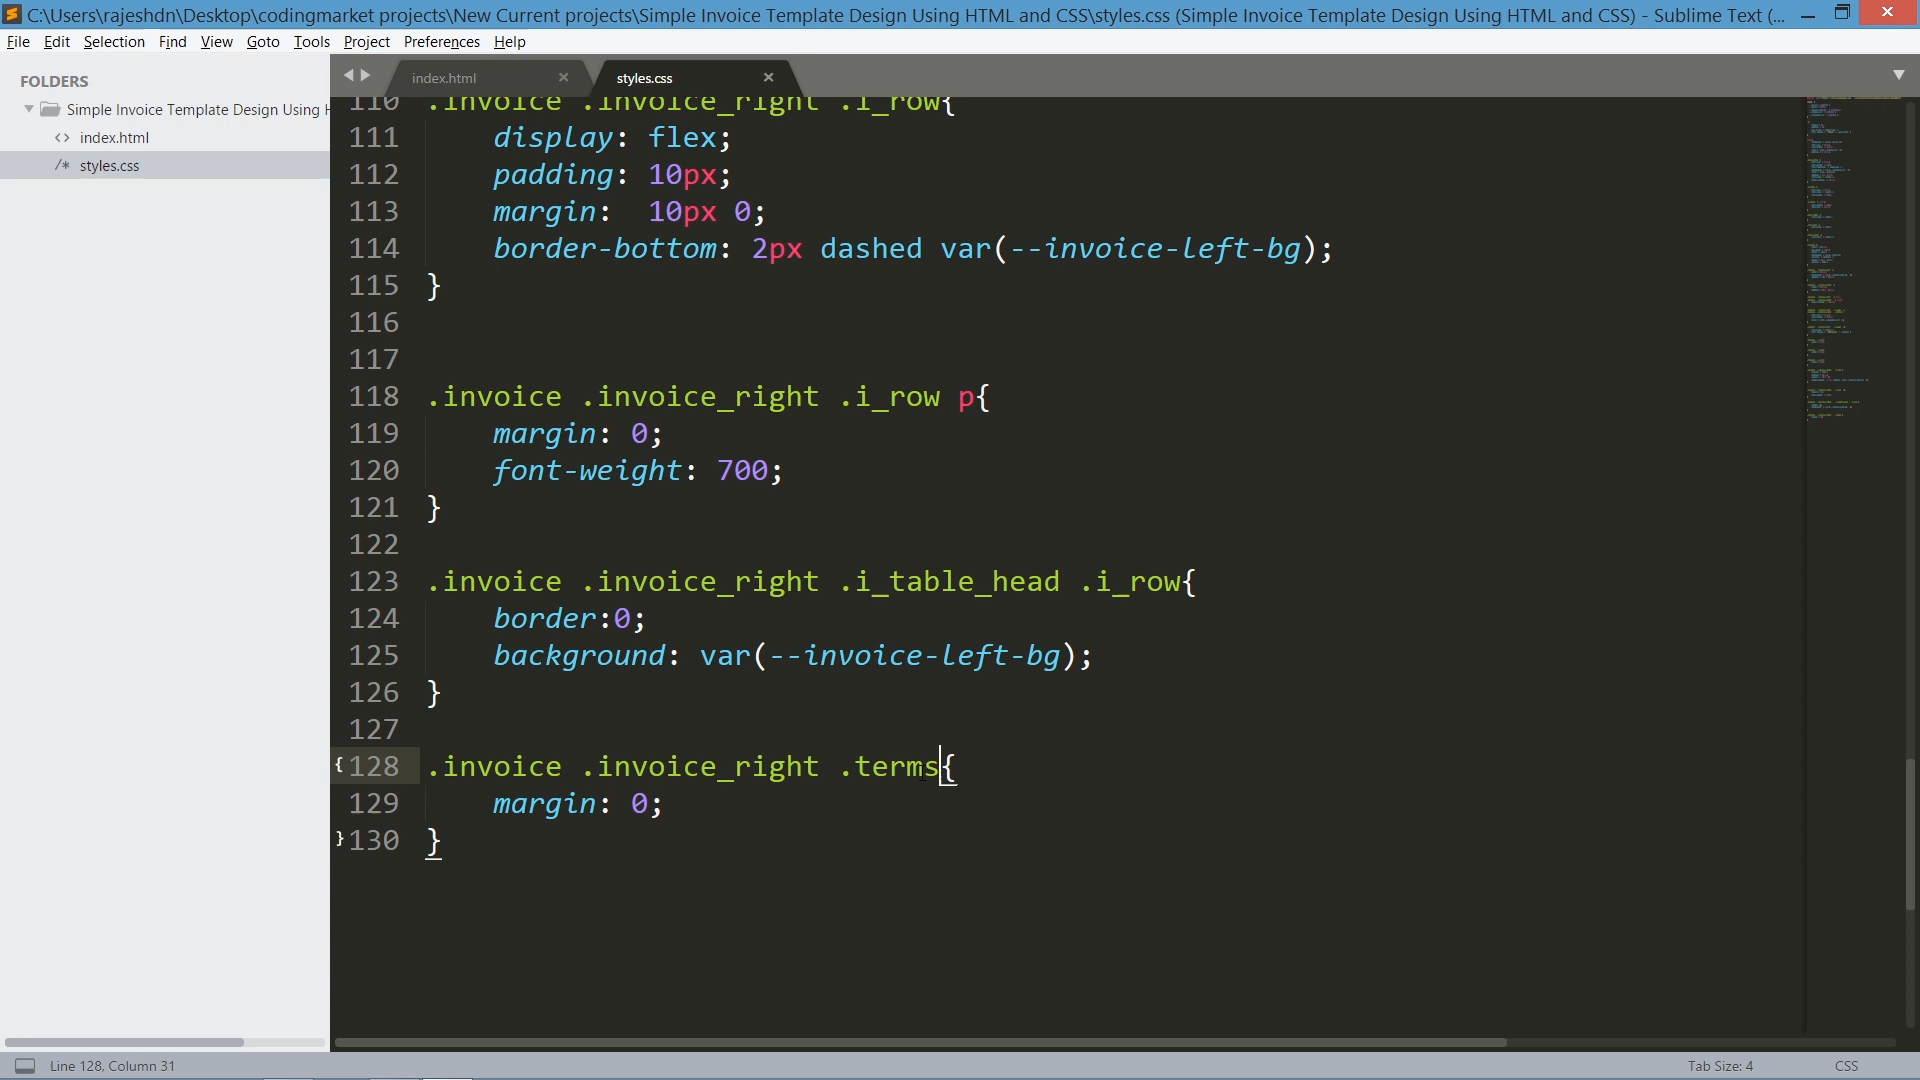 C:\Users\rajeshdn\Desktop\codingmarket projects\New Current projects\Simple Invoice Template Design Using HTML and CSS\styles.css (Simple Invoice Template Design Using HTML and CSS) - Sublime Text (...
File Edit Selection Find View Goto Tools Project Preferences Help
FOLDERS
Simple Invoice Template Design Using H
index.html
styles.css
index.html
styles.css
110 .invoice .invoice_right .i_row{
111 display: flex;
112 padding: 10px;
113 margin:  10px 0;
114 border-bottom: 2px dashed var(--invoice-left-bg);
115 }
116
117
118 .invoice .invoice_right .i_row p{
119 margin: 0;
120 font-weight: 700;
121 }
122
123 .invoice .invoice_right .i_table_head .i_row{
124 border:0;
125 background: var(--invoice-left-bg);
126 }
127
128 .invoice .invoice_right .terms{
129 margin: 0;
130 }
Line 128, Column 31
Tab Size: 4
CSS